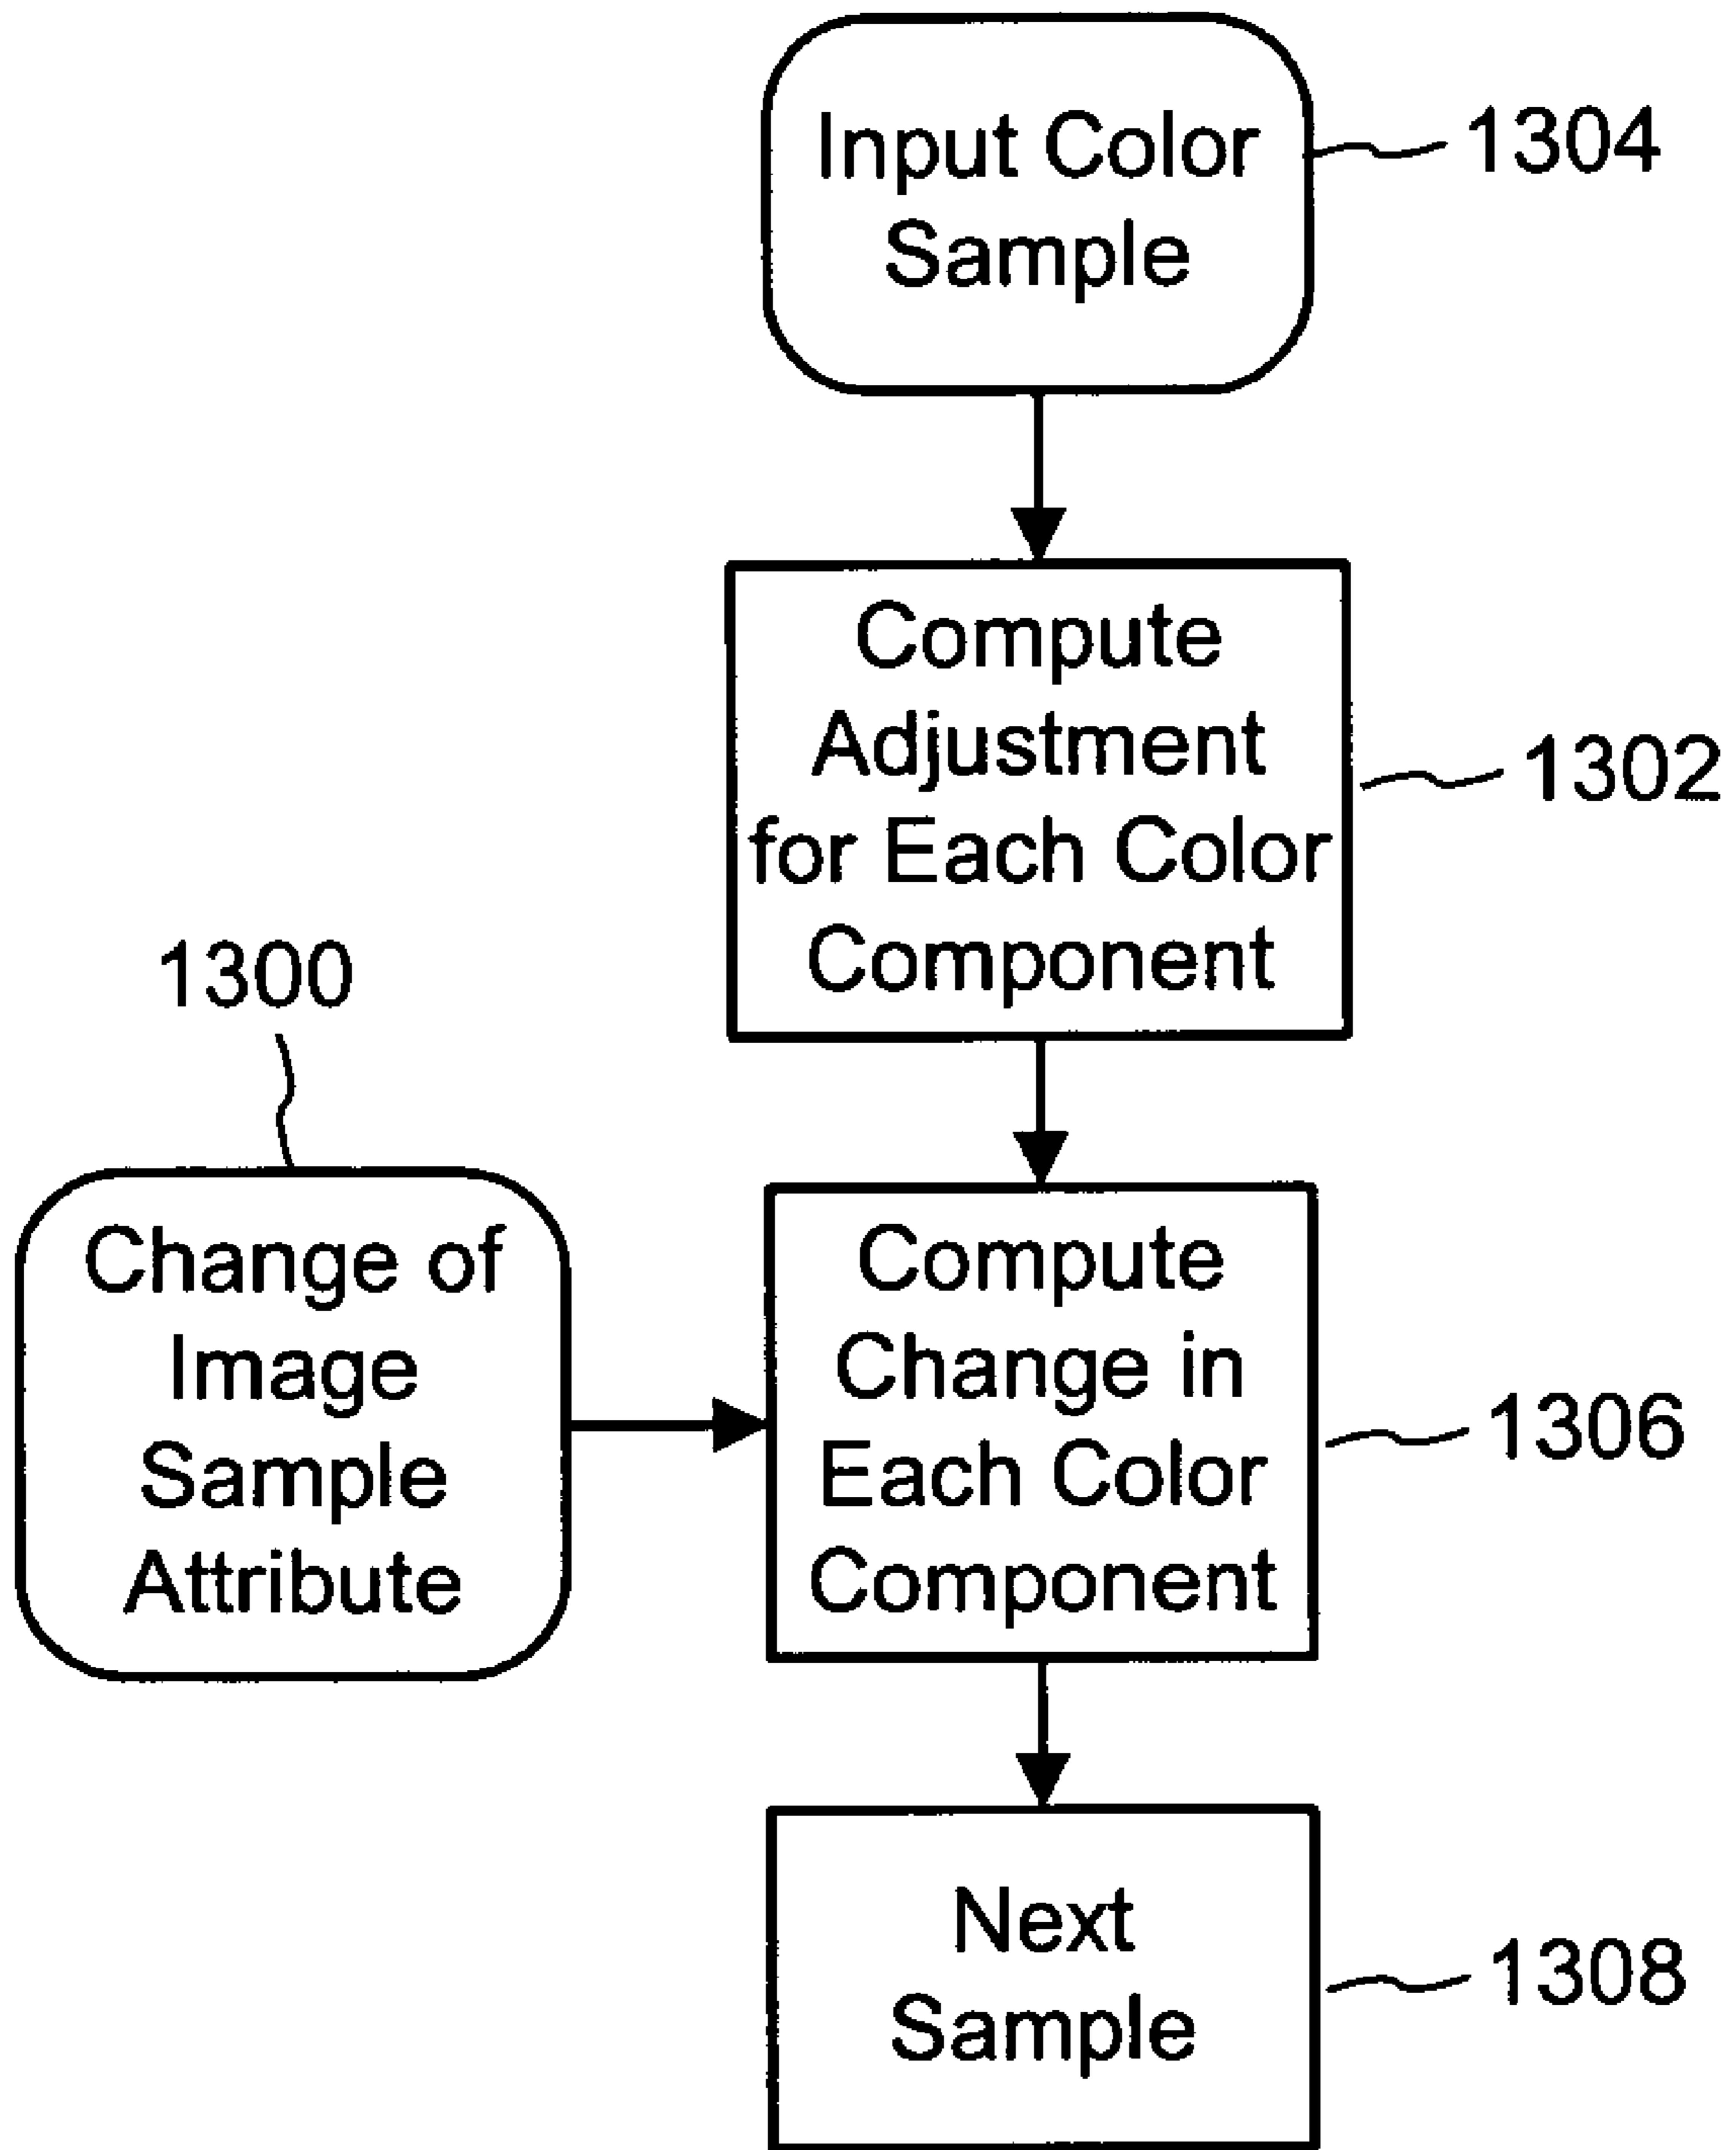 Input Color
Sample
1304
Compute
Adjustment
for Each Color
Component
1302
1300
Change of
Image
Sample
Attribute
Compute
Change in
Each Color
Component
1306
Next
Sample
1308